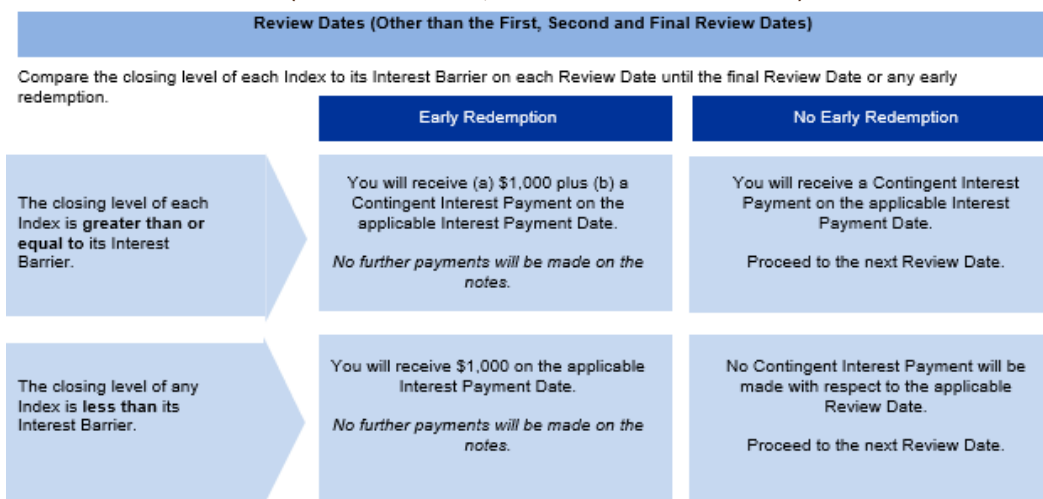 Review Dates (Other than the First, Second and Final Review Dates)
Compare the closing level of each Index to its Interest Barrier on each Review Date until the final Review Date or any early
redemption.
Early Redemption
No Early Redemption
The closing level of each
Index is greater than or
equal to its Interest
Barrier.
You will receive (a) $1,000 plus (b) a
Contingent Interest Payment on the
applicable Interest Payment Date.
No further payments will be made on the
notes.
You will receive a Contingent Interest
Payment on the applicable Interest
Payment Date.
Proceed to the next Review Date.
The closing level of any
Index is less than its
Interest Barrier.
You will receive $1,000 on the applicable
Interest Payment Date.
No further payments will be made on the
notes.
No Contingent Interest Payment will be
made with respect to the applicable
Review Date.
Proceed to the next Review Date.